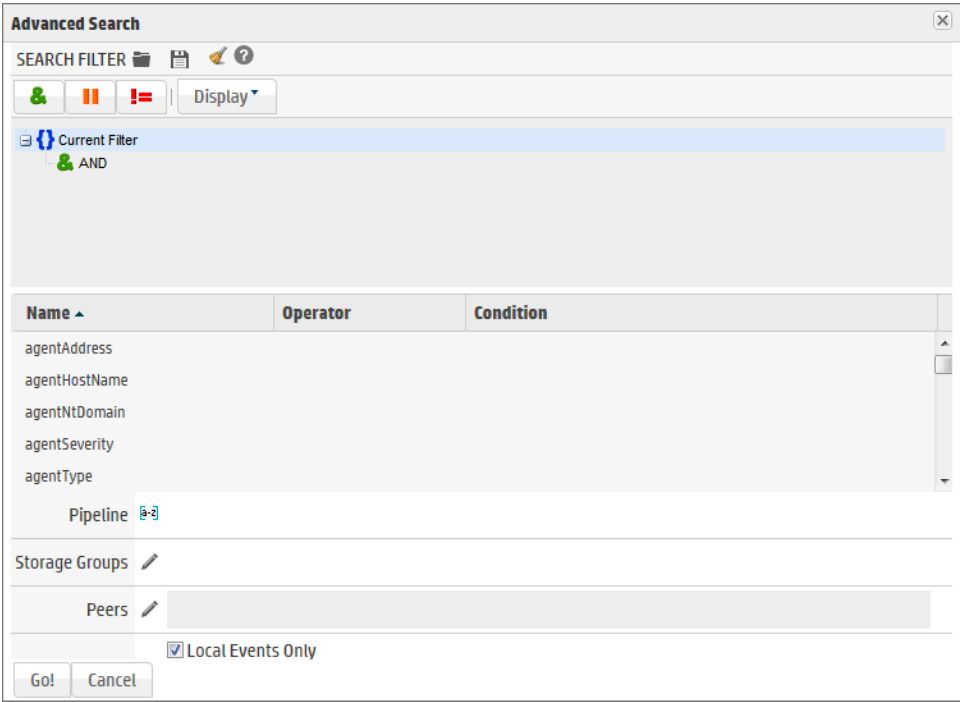 Advanced Search
SEARCH FILTER
& != Display
{} Current Filter
& AND
Name Operator Condition
agentAddress
agentHostName
agentNtDomain
agentSeverity
agentType
Pipeline [a-z]
Storage Groups
Peers
Local Events Only
Go! Cancel